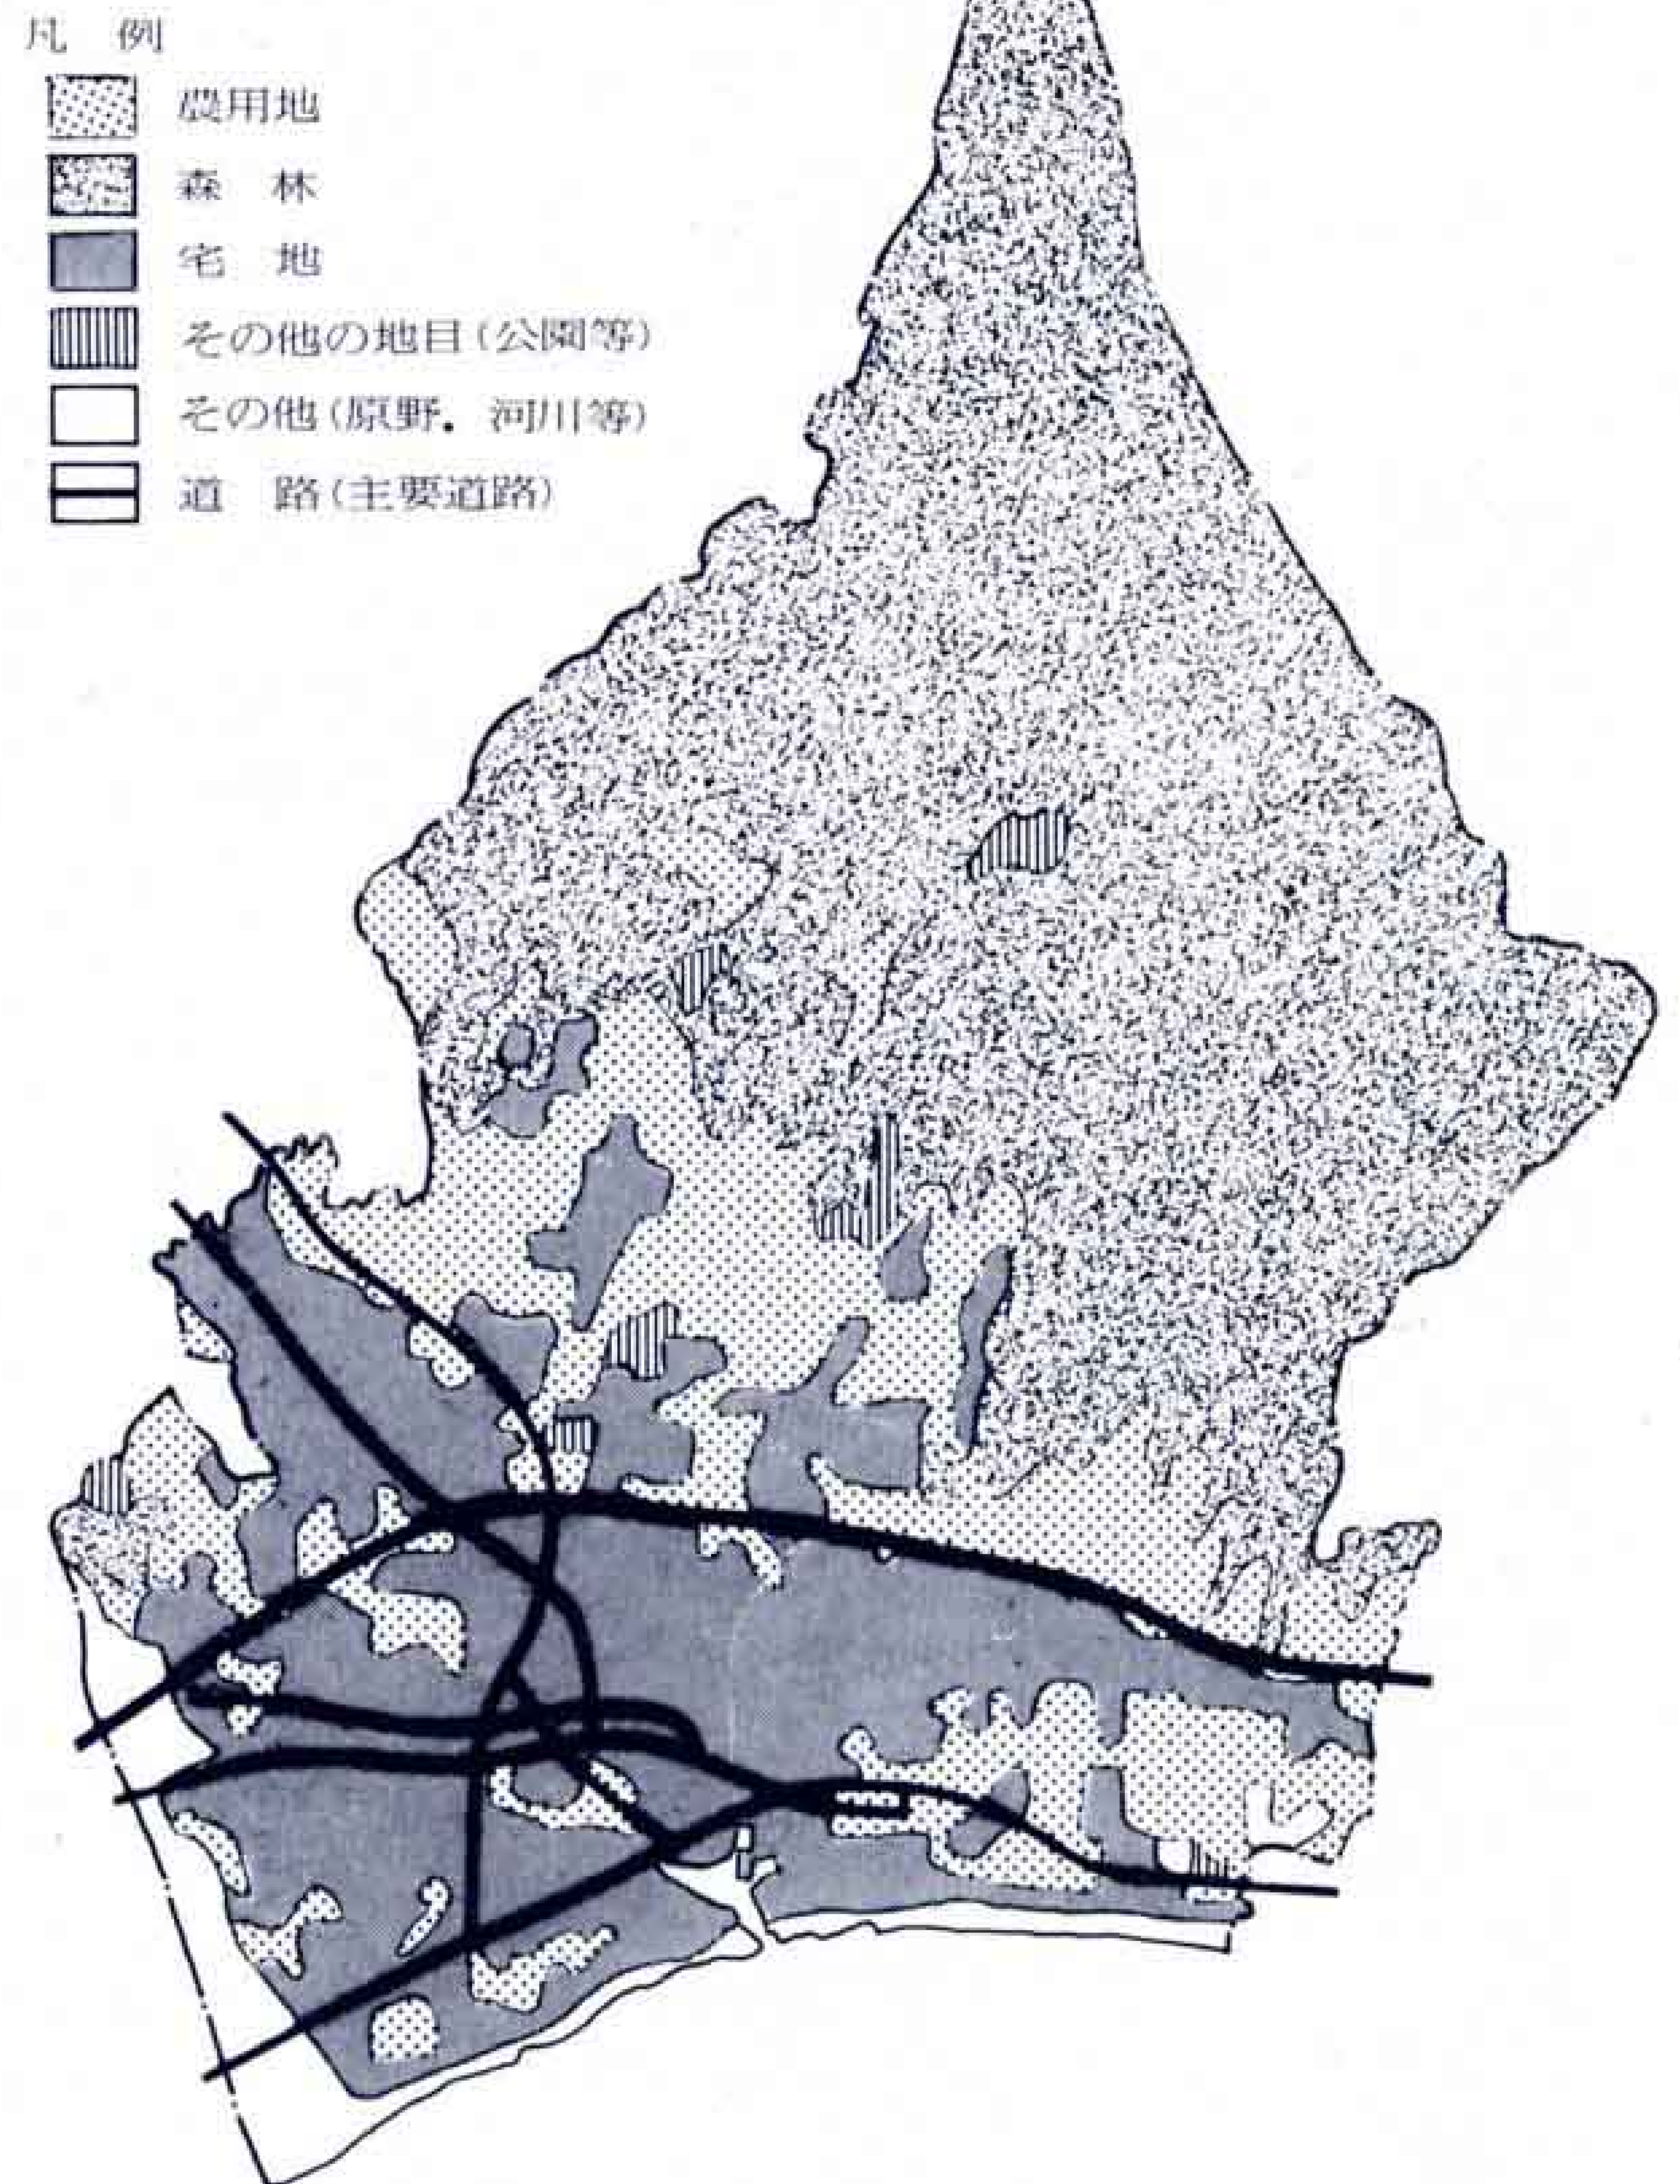 凡 例
農用地
森 林
宅 地
その他の地目(公園等)
その他(原野．河川等)
道 路(主要道路)